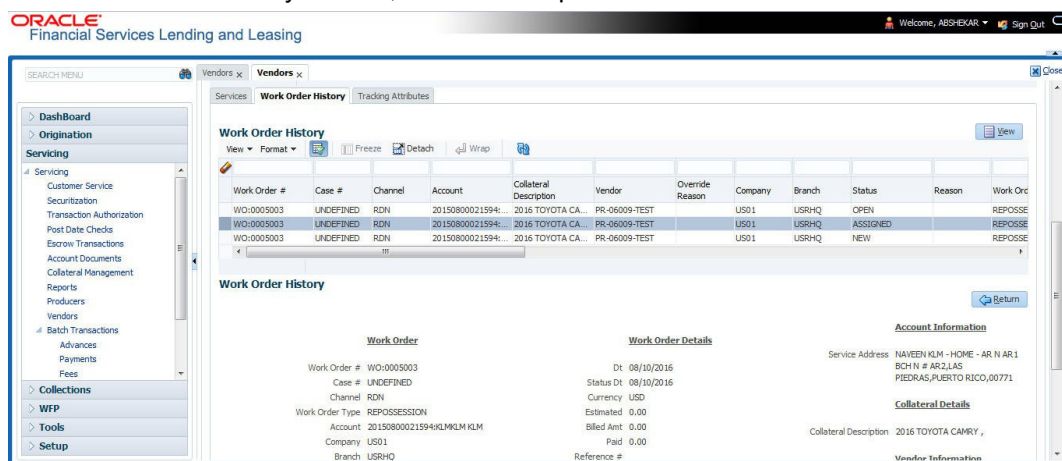 ORACLE
Financial Services Lending and Leasing
Welcome, ABSHEKAR
Sign Out
SEARCH MENU
Vendors x Vendors x
Close
Services Work Order History Tracking Attributes
DashBoard
Origination
Servicing
Servicing
Customer Service
Securitization
Transaction Authorization
Post Date Checks
Escrow Transactions
Account Documents
Collateral Management
Reports
Producers
Vendors
Batch Transactions
Advances
Payments
Fees
Collections
WFP
Tools
Setup
Work Order History
View
View Format Freeze Detach Wrap
Work Order # Case # Channel Account Collateral Description Vendor Override Reason Company Branch Status Reason Work Ord
WO:0005003 UNDEFINED RDN 20150800021594:... 2016 TOYOTA CA... PR-06009-TEST US01 USRHQ OPEN REPOSSE
WO:0005003 UNDEFINED RDN 20150800021594:... 2016 TOYOTA CA... PR-06009-TEST US01 USRHQ ASSIGNED REPOSSE
WO:0005003 UNDEFINED RDN 20150800021594:... 2016 TOYOTA CA... PR-06009-TEST US01 USRHQ NEW REPOSSE
Work Order History
Return
Work Order
Work Order # WO:0005003
Case # UNDEFINED
Channel RDN
Work Order Type REPOSSESSION
Account 20150800021594:KLMKLM KLM
Company US01
Branch USRHQ
Work Order Details
Dt 08/10/2016
Status Dt 08/10/2016
Currency USD
Estimated 0.00
Billed Amt 0.00
Paid 0.00
Reference #
Account Information
Service Address NAVEEN KLM - HOME - AR N AR1
BCH N # AR2,LAS
PIEDRAS,PUERTO RICO,00771
Collateral Details
Collateral Description 2016 TOYOTA CAMRY ,
Vendor Information